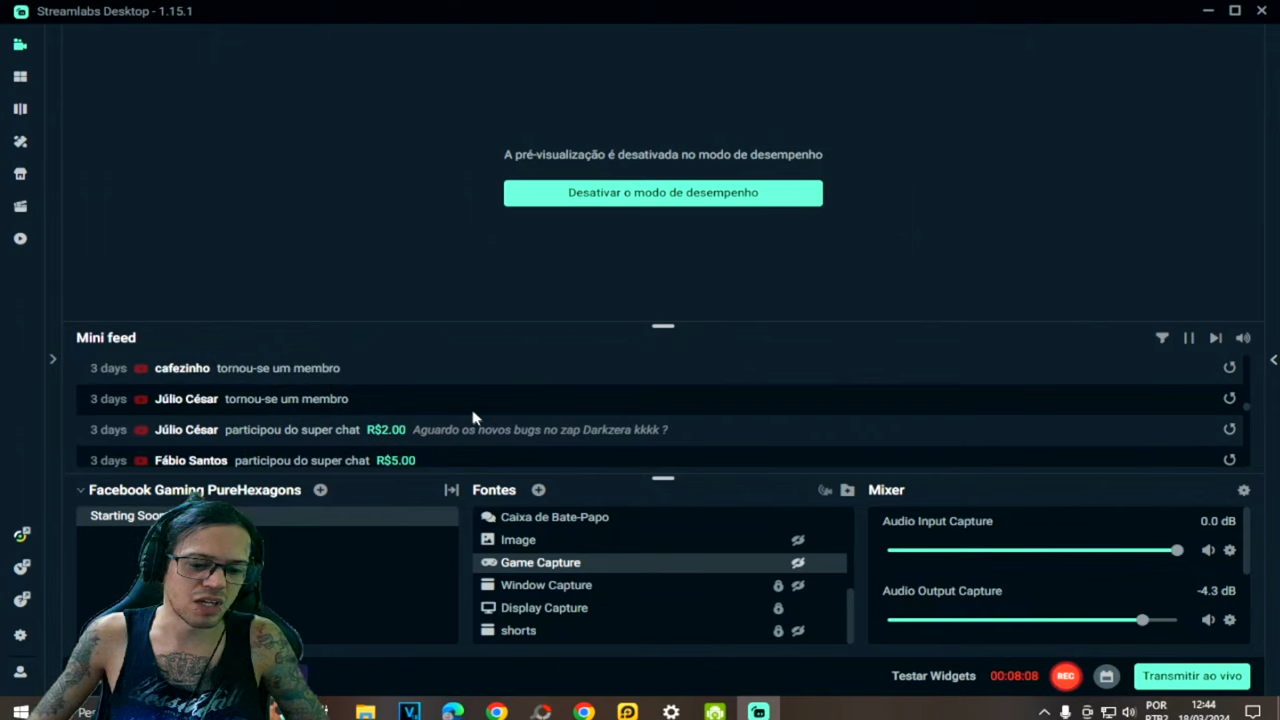 Streamlabs Desktop - 1.15.1
A pré-visualização é desativada no modo de desempenho
Desativar o modo de desempenho
Mini feed
3 days cafezinho tornou-se um membro
3 days Júlio César tornou-se um membro
3 days Júlio César participou do super chat R$2.00 Aguardo os novos bugs no zap Darkzera kkkk ?
3 days Fábio Santos participou do super chat R$5.00
Facebook Gaming PureHexagons
Starting Soon
Fontes
Caixa de Bate-Papo
Image
Game Capture
Window Capture
Display Capture
shorts
Mixer
Audio Input Capture 0.0 dB
Audio Output Capture -4.3 dB
Testar Widgets 00:08:08 REC Transmitir ao vivo
POR 12:44
PTB2 18/03/2024